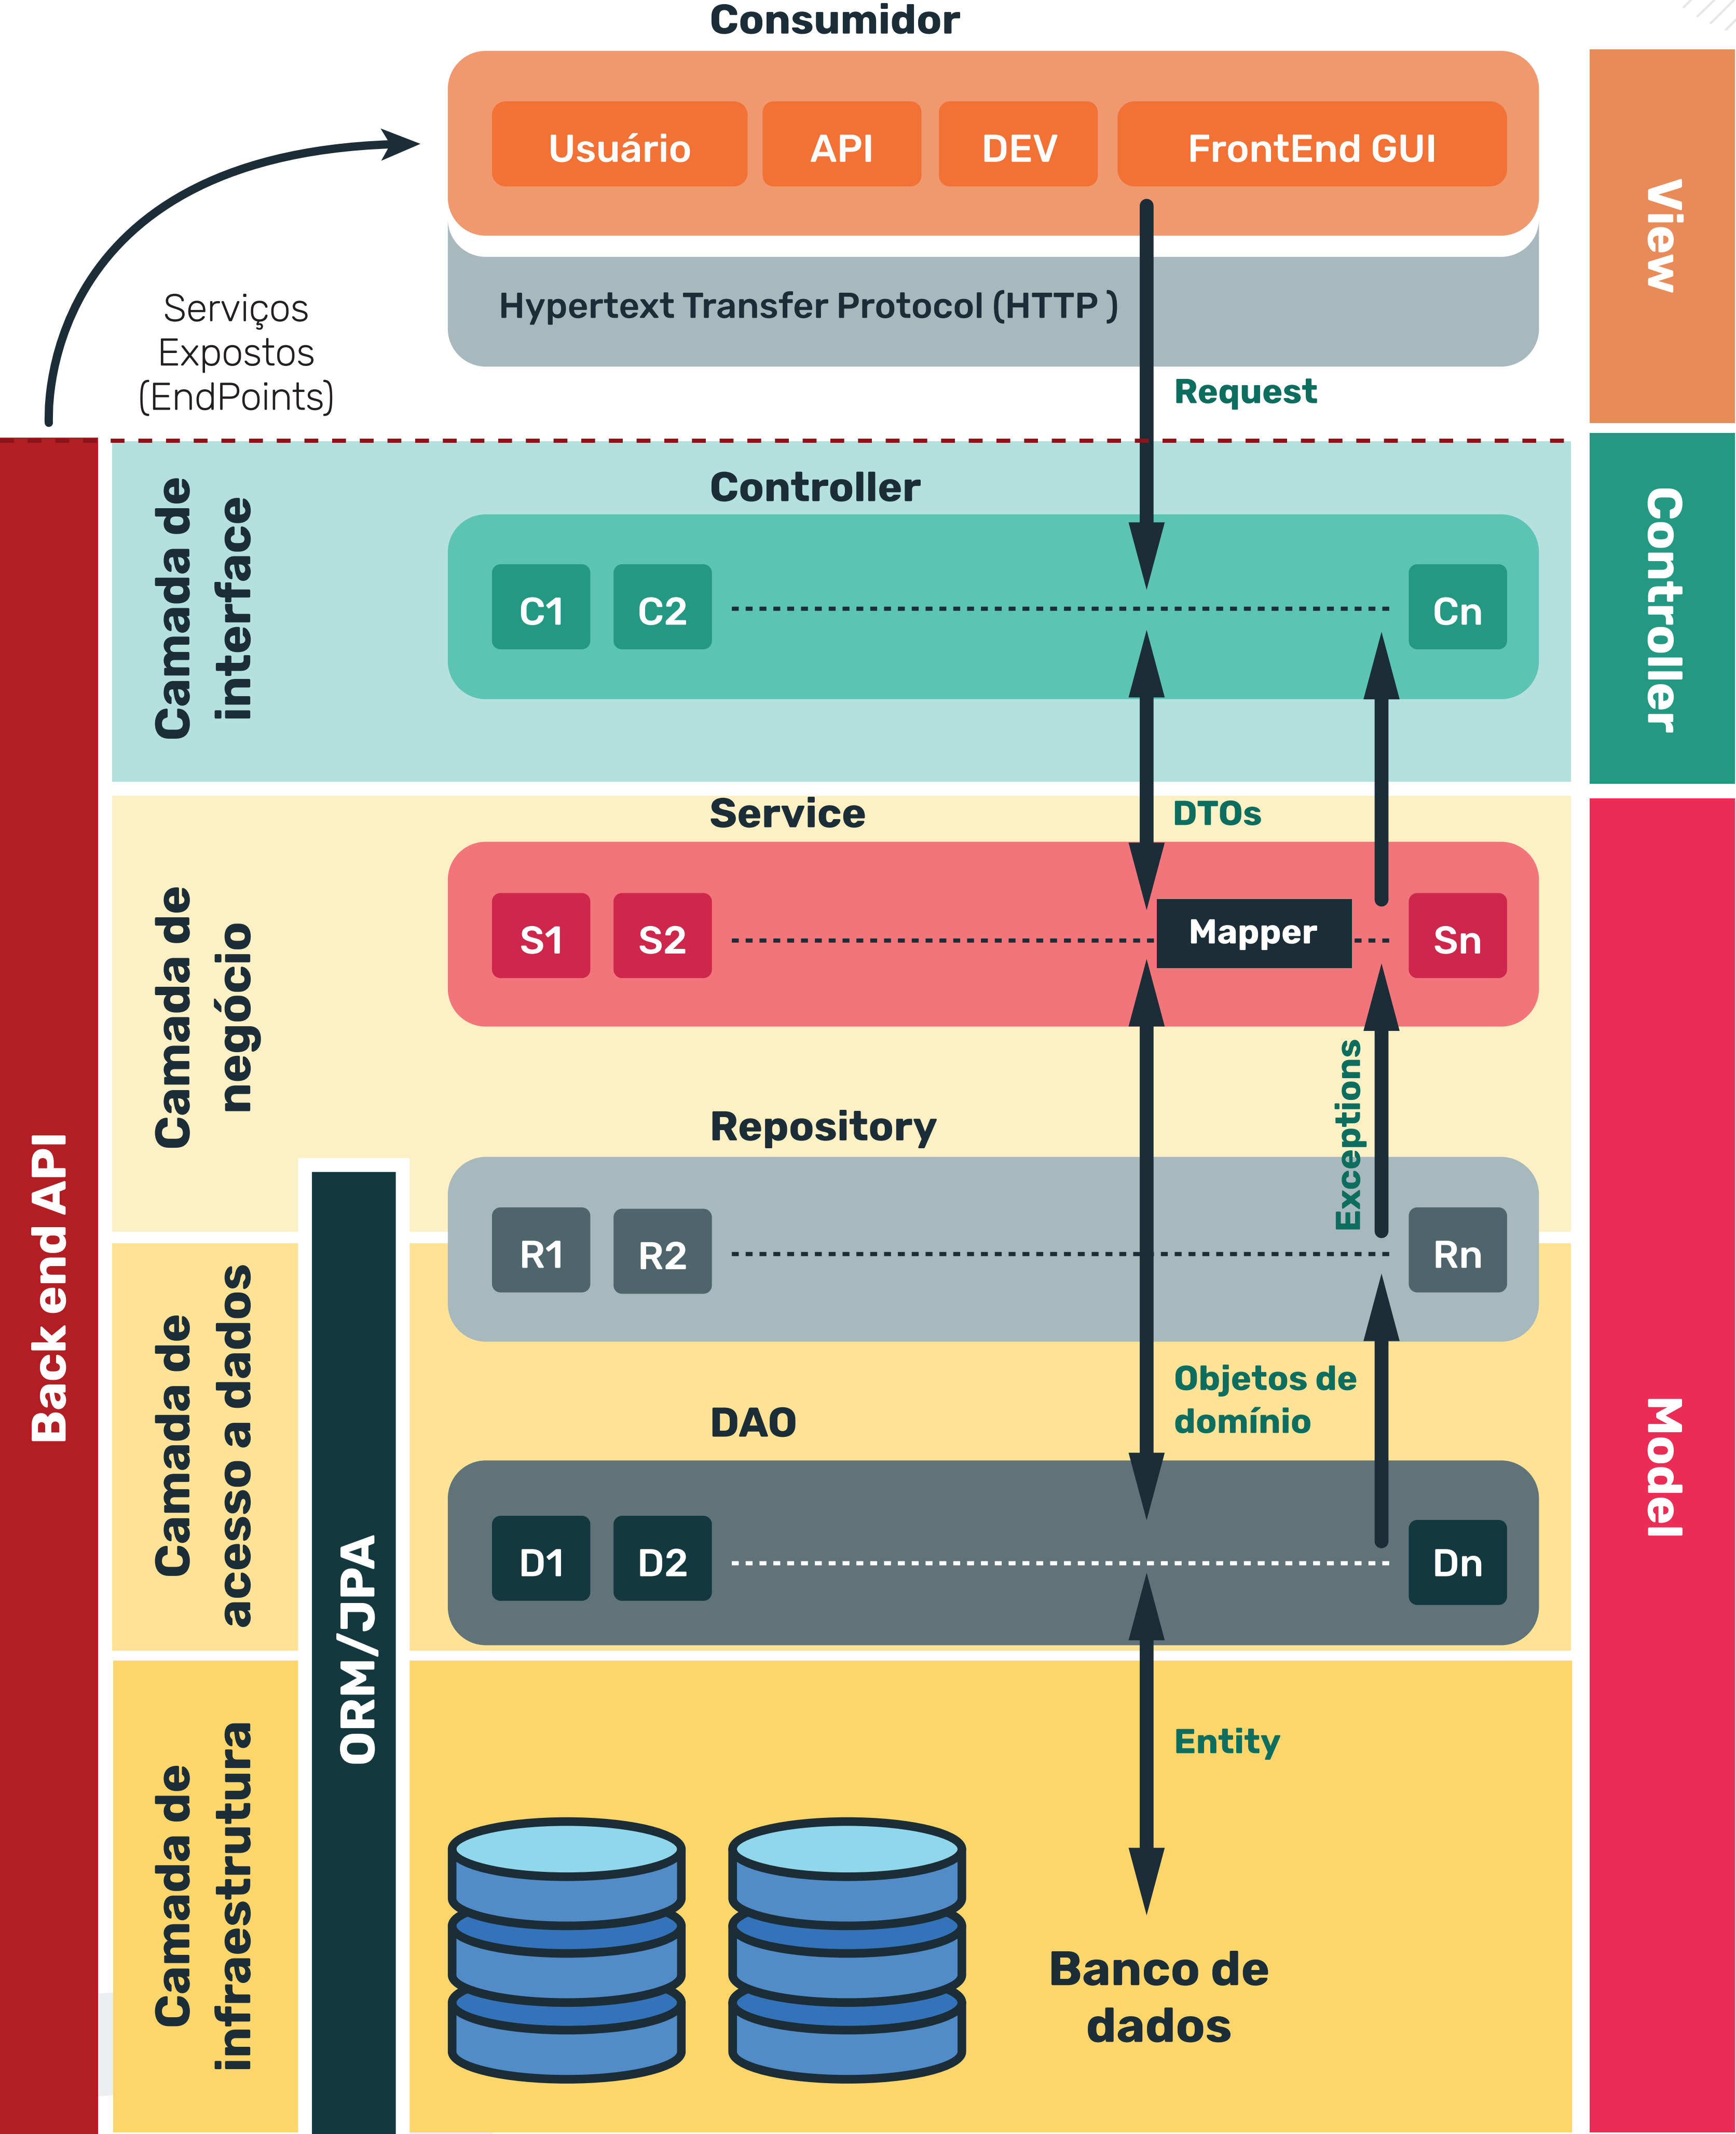 Consumidor
Usuário
API
DEV
FrontEnd GUI
Hypertext Transfer Protocol (HTTP )
Serviços
Expostos
(EndPoints)
Request
View
Back end API
Camada de
interface
Controller
C1
C2
Cn
Controller
Camada de
negócio
Service
DTOs
S1
S2
Mapper
Sn
Exceptions
Repository
R1
R2
Rn
Camada de
acesso a dados
ORM/JPA
Objetos de
domínio
DAO
D1
D2
Dn
Model
Camada de
infraestrutura
Entity
Banco de
dados